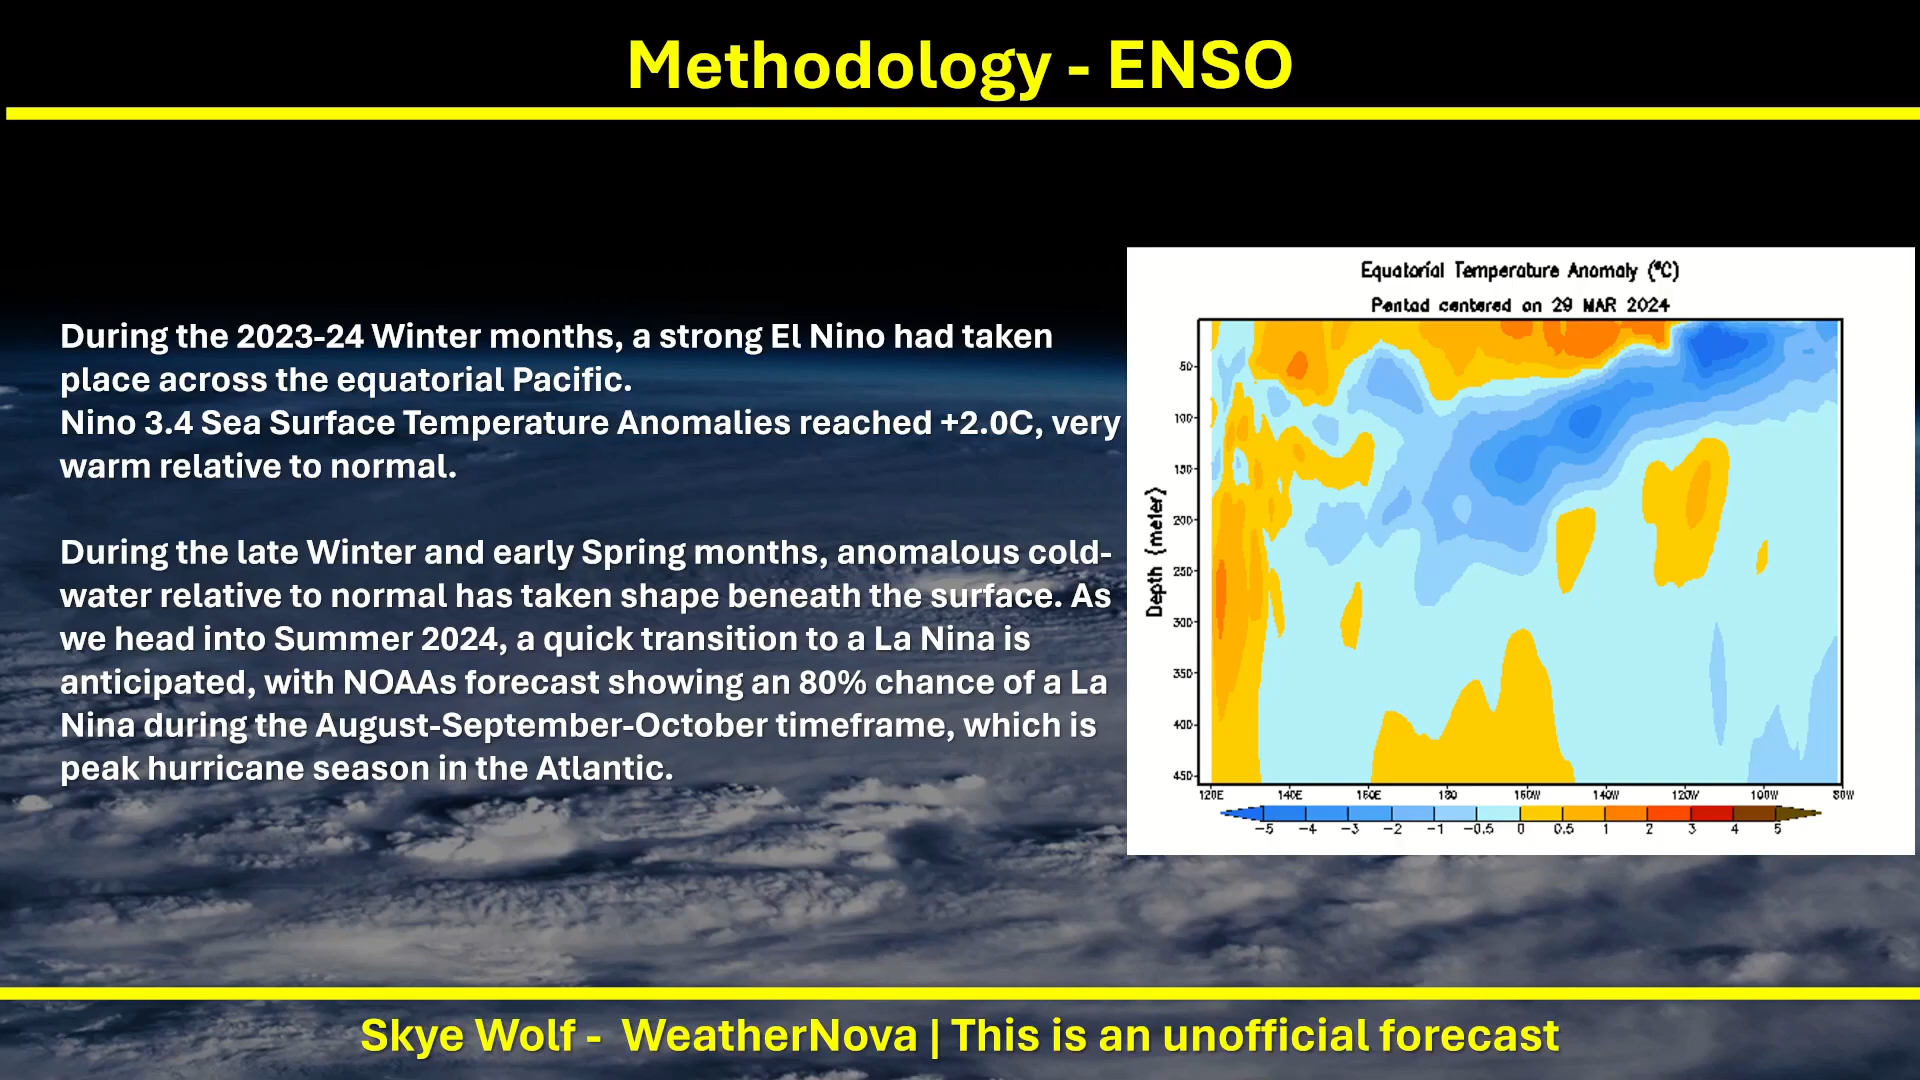 Methodology - ENSO
During the 2023-24 Winter months, a strong El Nino had taken
place across the equatorial Pacific.
Nino 3.4 Sea Surface Temperature Anomalies reached +2.0C, very
warm relative to normal.
During the late Winter and early Spring months, anomalous cold-
water relative to normal has taken shape beneath the surface. As
we head into Summer 2024, a quick transition to a La Nina is
anticipated, with NOAAs forecast showing an 80% chance of a La
Nina during the August-September-October timeframe, which is
peak hurricane season in the Atlantic.
Equatorial Temperature Anomaly (°C)
Pentad centered on 29 MAR 2024
Depth (meter)
50
100
150
200
250
300
350
400
450
120E 140E 160E 180 160W 140W 120W 100W 80W
-5 -4 -3 -2 -1 -0.5 0 0.5 1 2 3 4 5
Skye Wolf - WeatherNova | This is an unofficial forecast